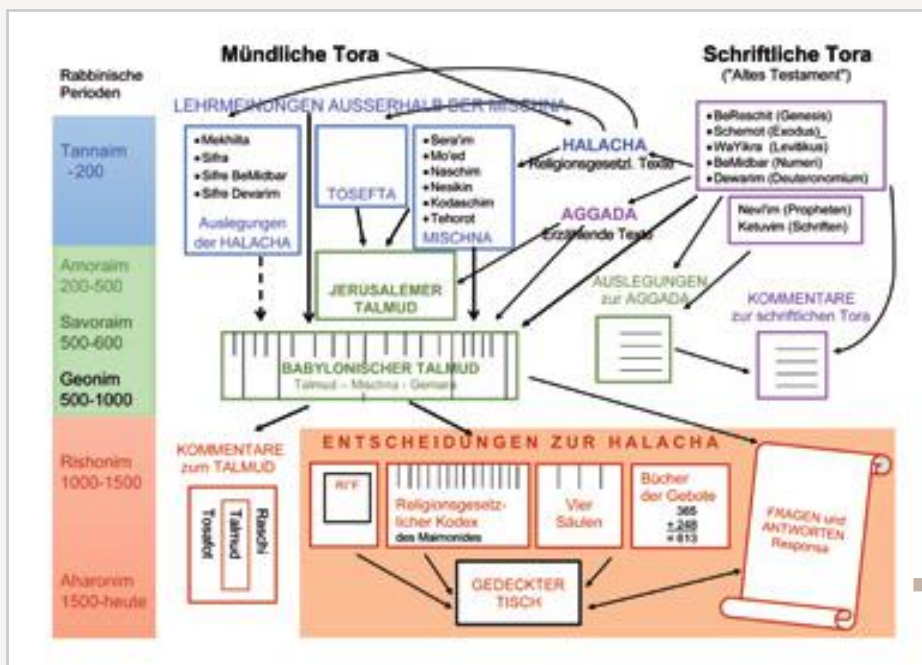 Mündliche Tora
Schriftliche Tora
("Altes Testament")
Rabbinische
Perioden
LEHRMEINUNGEN AUSSERHALB DER MISCHNA
Tannaim
-200
Amoraim
200-500
Savoraim
500-600
Geonim
500-1000
Rishonim
1000-1500
Aharonim
1500-heute
•Mekhilta
•Sifra
•Sifre BeMidbar
•Sifre Devarim
Auslegungen
der HALACHA
TOSEFTA
•Sera'im
•Mo'ed
•Naschim
•Nesikin
•Kodaschim
•Tehorot
MISCHNA
HALACHA
Religionsgesetzl. Texte
AGGADA
Erzählende Texte
•BeReschit (Genesis)
•Schemot (Exodus)_
•WaYikra (Levitikus)
•BeMidbar (Numeri)
•Dewarim (Deuteronomium)
Nevi'im (Propheten)
Ketuvim (Schriften)
JERUSALEMER
TALMUD
AUSLEGUNGEN
zur AGGADA
KOMMENTARE
zur schriftlichen Tora
BABYLONISCHER TALMUD
Talmud – Mischna - Gemara
KOMMENTARE
zum TALMUD
Raschi
Talmud
Tosafot
ENTSCHEIDUNGEN ZUR HALACHA
RI'F
Religionsgesetz-
licher Kodex
des Maimonides
Vier
Säulen
Bücher
der Gebote
365
+ 248
= 613
GEDECKTER
TISCH
FRAGEN und
ANTWORTEN
Responsa